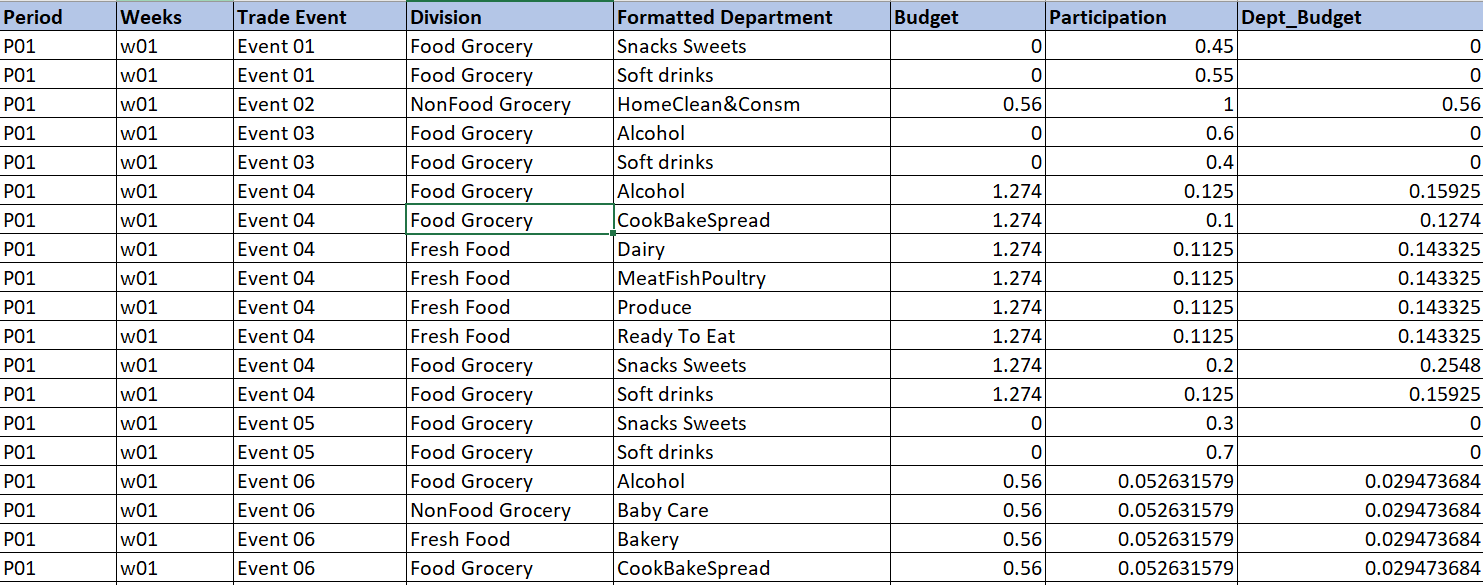 Period Weeks Trade Event Division Formatted Department Budget Participation Dept_Budget
P01 w01 Event 01 Food Grocery Snacks Sweets 0 0.45 0
P01 w01 Event 01 Food Grocery Soft drinks 0 0.55 0
P01 w01 Event 02 NonFood Grocery HomeClean&Consm 0.56 1 0.56
P01 w01 Event 03 Food Grocery Alcohol 0 0.6 0
P01 w01 Event 03 Food Grocery Soft drinks 0 0.4 0
P01 w01 Event 04 Food Grocery Alcohol 1.274 0.125 0.15925
P01 w01 Event 04 Food Grocery CookBakeSpread 1.274 0.1 0.1274
P01 w01 Event 04 Fresh Food Dairy 1.274 0.1125 0.143325
P01 w01 Event 04 Fresh Food MeatFishPoultry 1.274 0.1125 0.143325
P01 w01 Event 04 Fresh Food Produce 1.274 0.1125 0.143325
P01 w01 Event 04 Fresh Food Ready To Eat 1.274 0.1125 0.143325
P01 w01 Event 04 Food Grocery Snacks Sweets 1.274 0.2 0.2548
P01 w01 Event 04 Food Grocery Soft drinks 1.274 0.125 0.15925
P01 w01 Event 05 Food Grocery Snacks Sweets 0 0.3 0
P01 w01 Event 05 Food Grocery Soft drinks 0 0.7 0
P01 w01 Event 06 Food Grocery Alcohol 0.56 0.052631579 0.029473684
P01 w01 Event 06 NonFood Grocery Baby Care 0.56 0.052631579 0.029473684
P01 w01 Event 06 Fresh Food Bakery 0.56 0.052631579 0.029473684
P01 w01 Event 06 Food Grocery CookBakeSpread 0.56 0.052631579 0.029473684